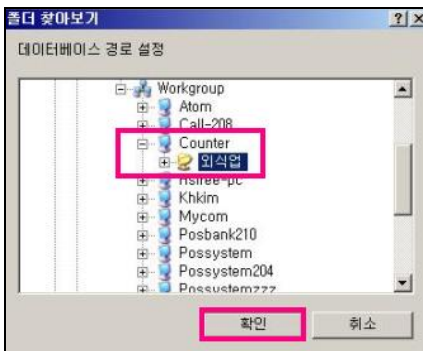 폴더 찾아보기
데이터베이스 경로 설정
Workgroup
Atom
Call-208
Counter
외식업
Khkim
Mycom
Posbank210
Possystem
Possystem204
Possystemzzz
확인
취소